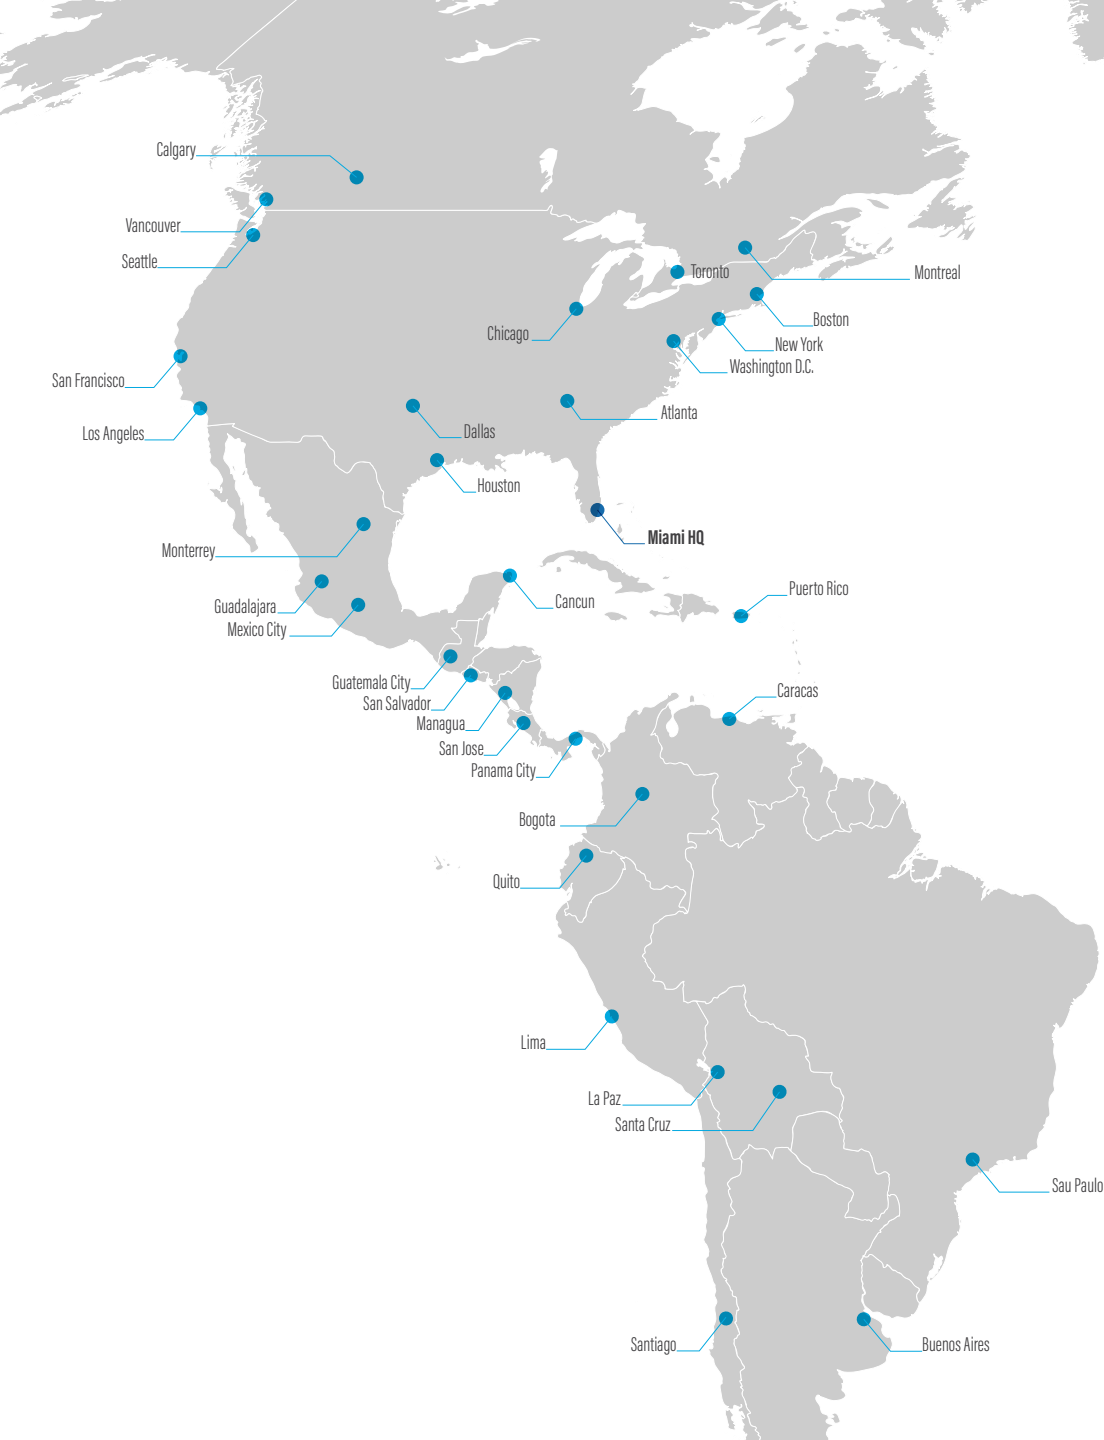 Calgary
Vancouver
Seattle
Toronto
Montreal
Boston
Chicago
New York
Washington D.C.
San Francisco
Atlanta
Los Angeles
Dallas
Houston
Miami HQ
Monterrey
Puerto Rico
Cancun
Guadalajara
Mexico City
Guatemala City
Caracas
San Salvador
Managua
San Jose
Panama City
Bogota
Quito
Lima
La Paz
Santa Cruz
Sau Paulo
Santiago
Buenos Aires